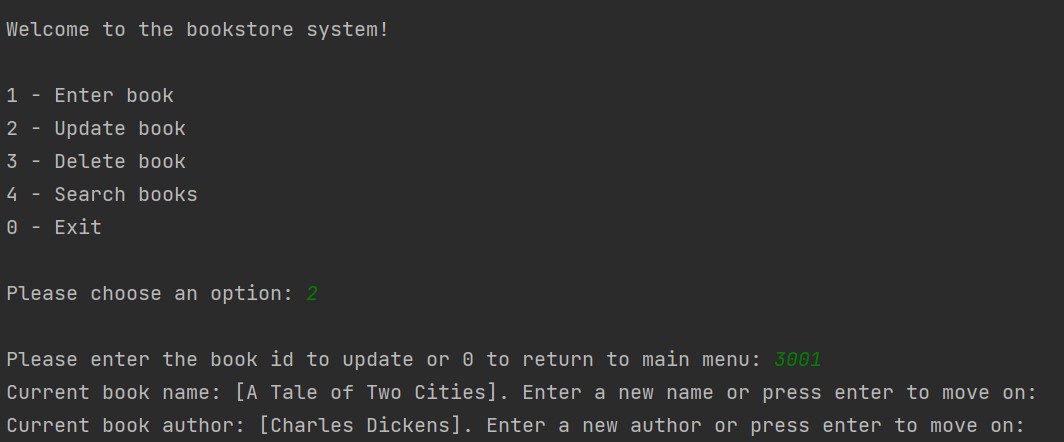 Welcome to the bookstore system!
1 - Enter book
2 - Update book
3 - Delete book
4 - Search books
0 - Exit
Please choose an option: 2
Please enter the book id to update or 0 to return to main menu: 3001
Current book name: [A Tale of Two Cities]. Enter a new name or press enter to move on:
Current book author: [Charles Dickens]. Enter a new author or press enter to move on: